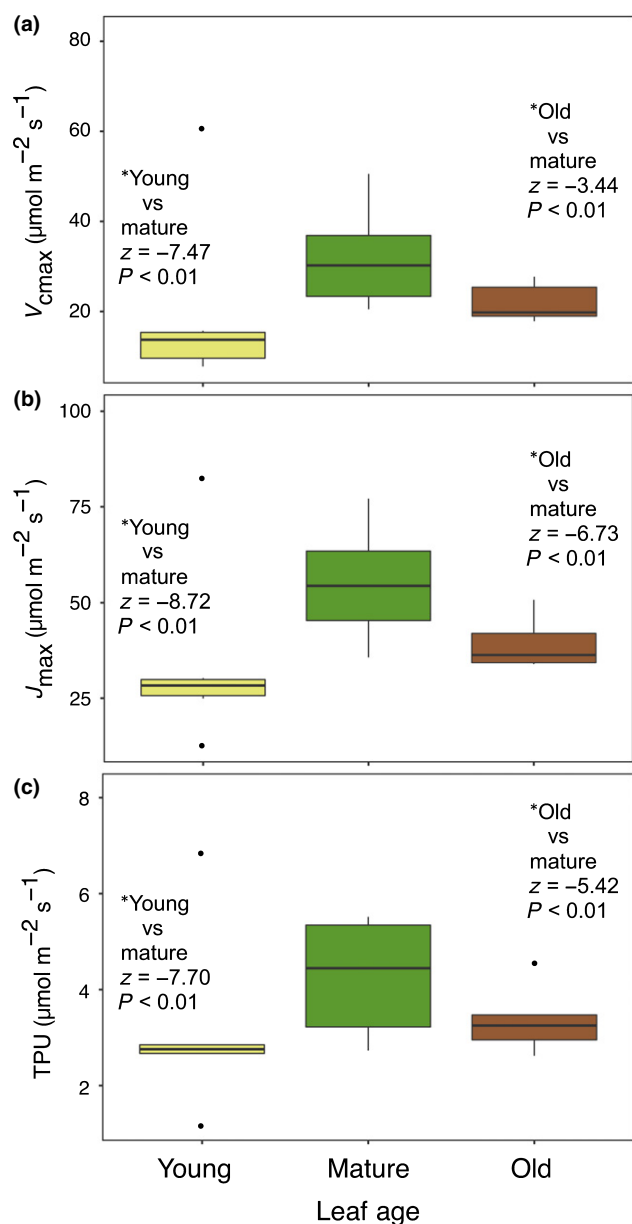 (a)
80
60
40
20
Vcmax (μmol m−2 s−1)
*Young
vs
mature
z = −7.47
P < 0.01
*Old
vs
mature
z = −3.44
P < 0.01
(b)
100
75
50
25
Jmax (μmol m−2 s−1)
*Young
vs
mature
z = −8.72
P < 0.01
*Old
vs
mature
z = −6.73
P < 0.01
(c)
8
6
4
2
TPU (μmol m−2 s−1)
*Young
vs
mature
z = −7.70
P < 0.01
*Old
vs
mature
z = −5.42
P < 0.01
Young Mature Old
Leaf age